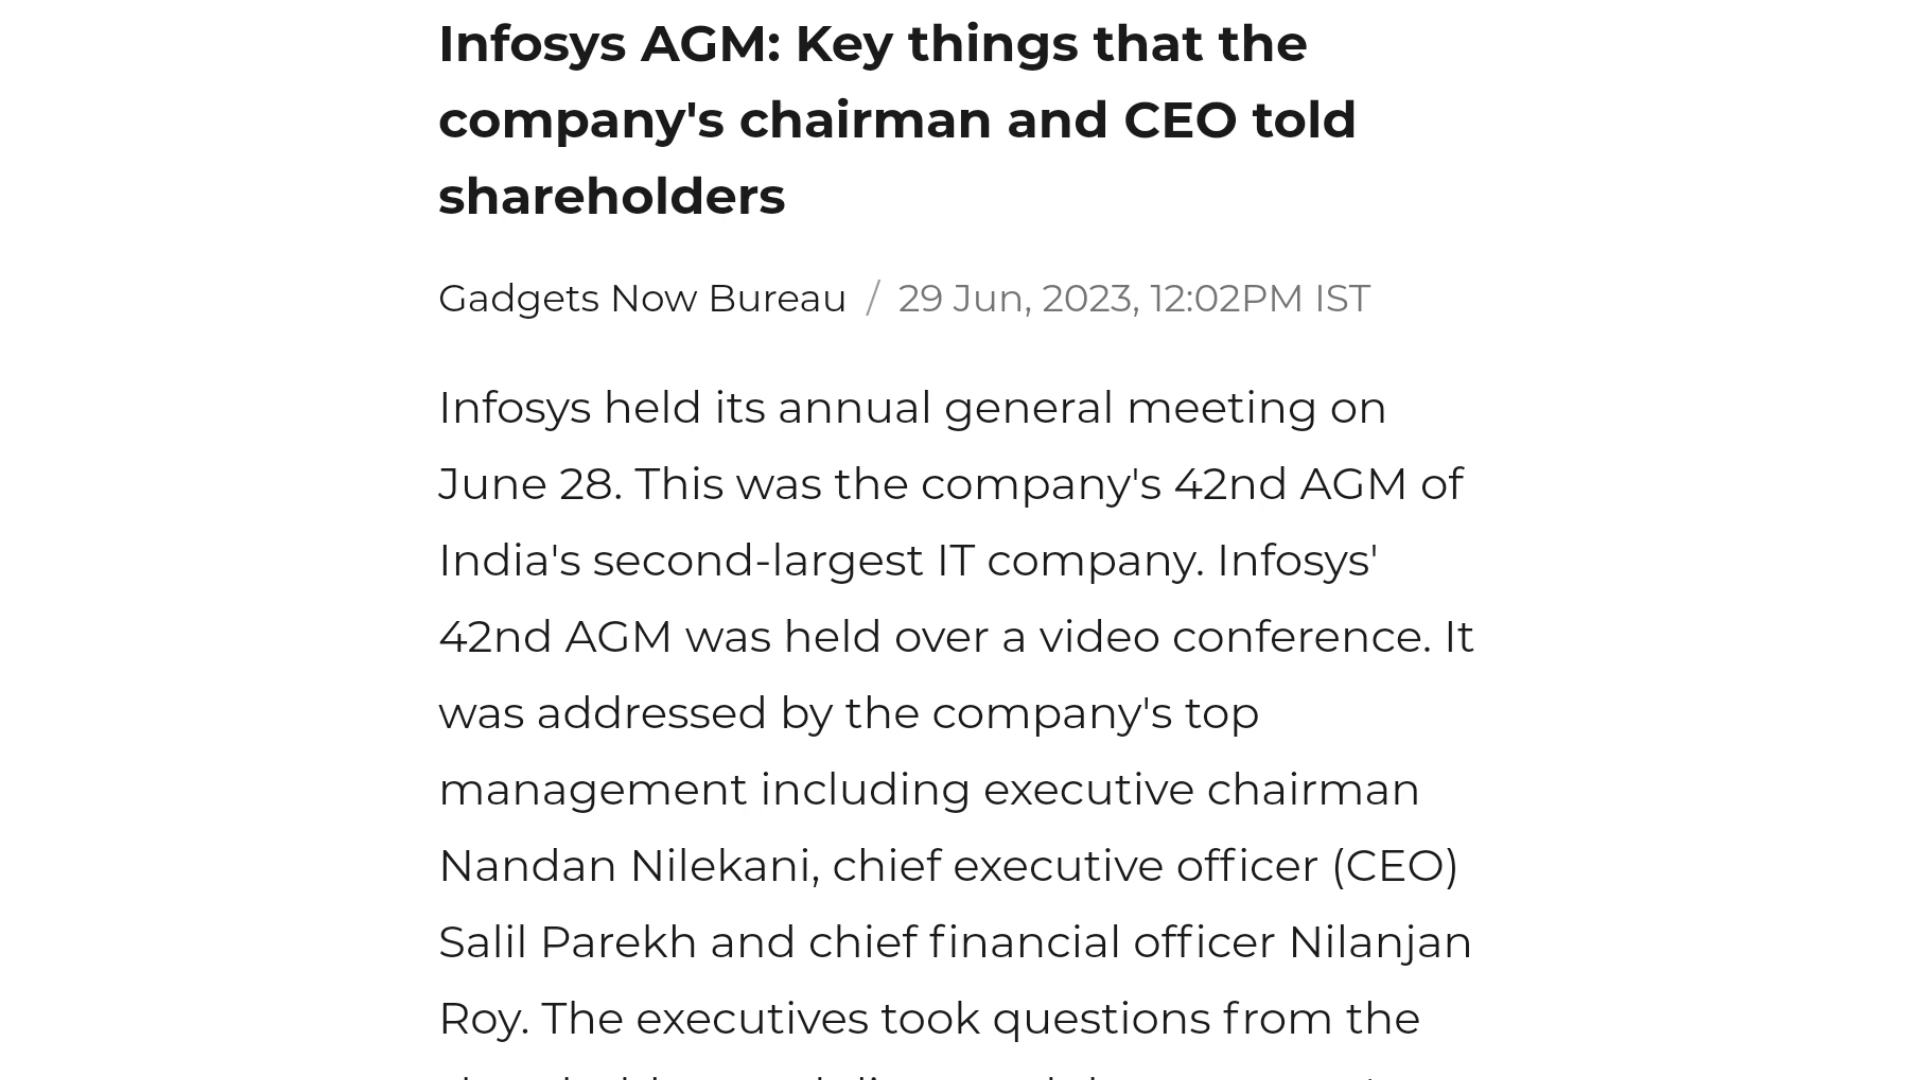 Infosys AGM: Key things that the
company's chairman and CEO told
shareholders
Gadgets Now Bureau / 29 Jun, 2023, 12:02PM IST
Infosys held its annual general meeting on
June 28. This was the company's 42nd AGM of
India's second-largest IT company. Infosys'
42nd AGM was held over a video conference. It
was addressed by the company's top
management including executive chairman
Nandan Nilekani, chief executive officer (CEO)
Salil Parekh and chief financial officer Nilanjan
Roy. The executives took questions from the